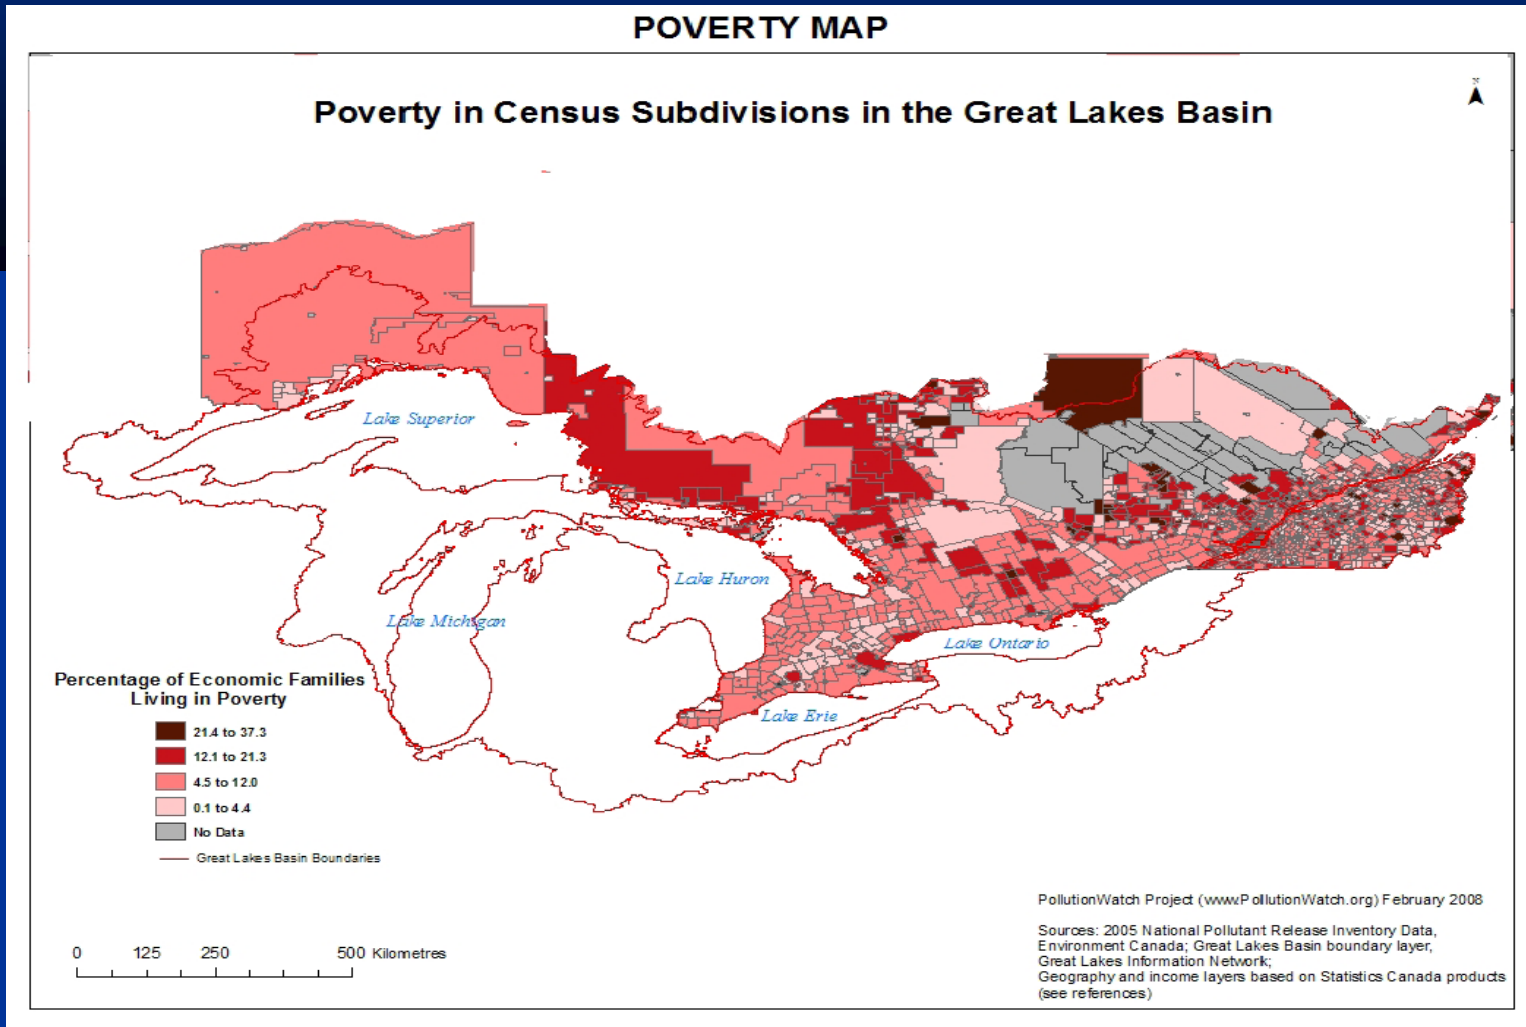 POVERTY MAP
Poverty in Census Subdivisions in the Great Lakes Basin
N
Lake Superior
Lake Huron
Lake Michigan
Lake Ontario
Lake Erie
Percentage of Economic Families
Living in Poverty
21.4 to 37.3
12.1 to 21.3
4.5 to 12.0
0.1 to 4.4
No Data
Great Lakes Basin Boundaries
0 125 250 500 Kilometres
PollutionWatch Project (www.PollutionWatch.org) February 2008
Sources: 2005 National Pollutant Release Inventory Data,
Environment Canada; Great Lakes Basin boundary layer,
Great Lakes Information Network;
Geography and income layers based on Statistics Canada products
(see references)